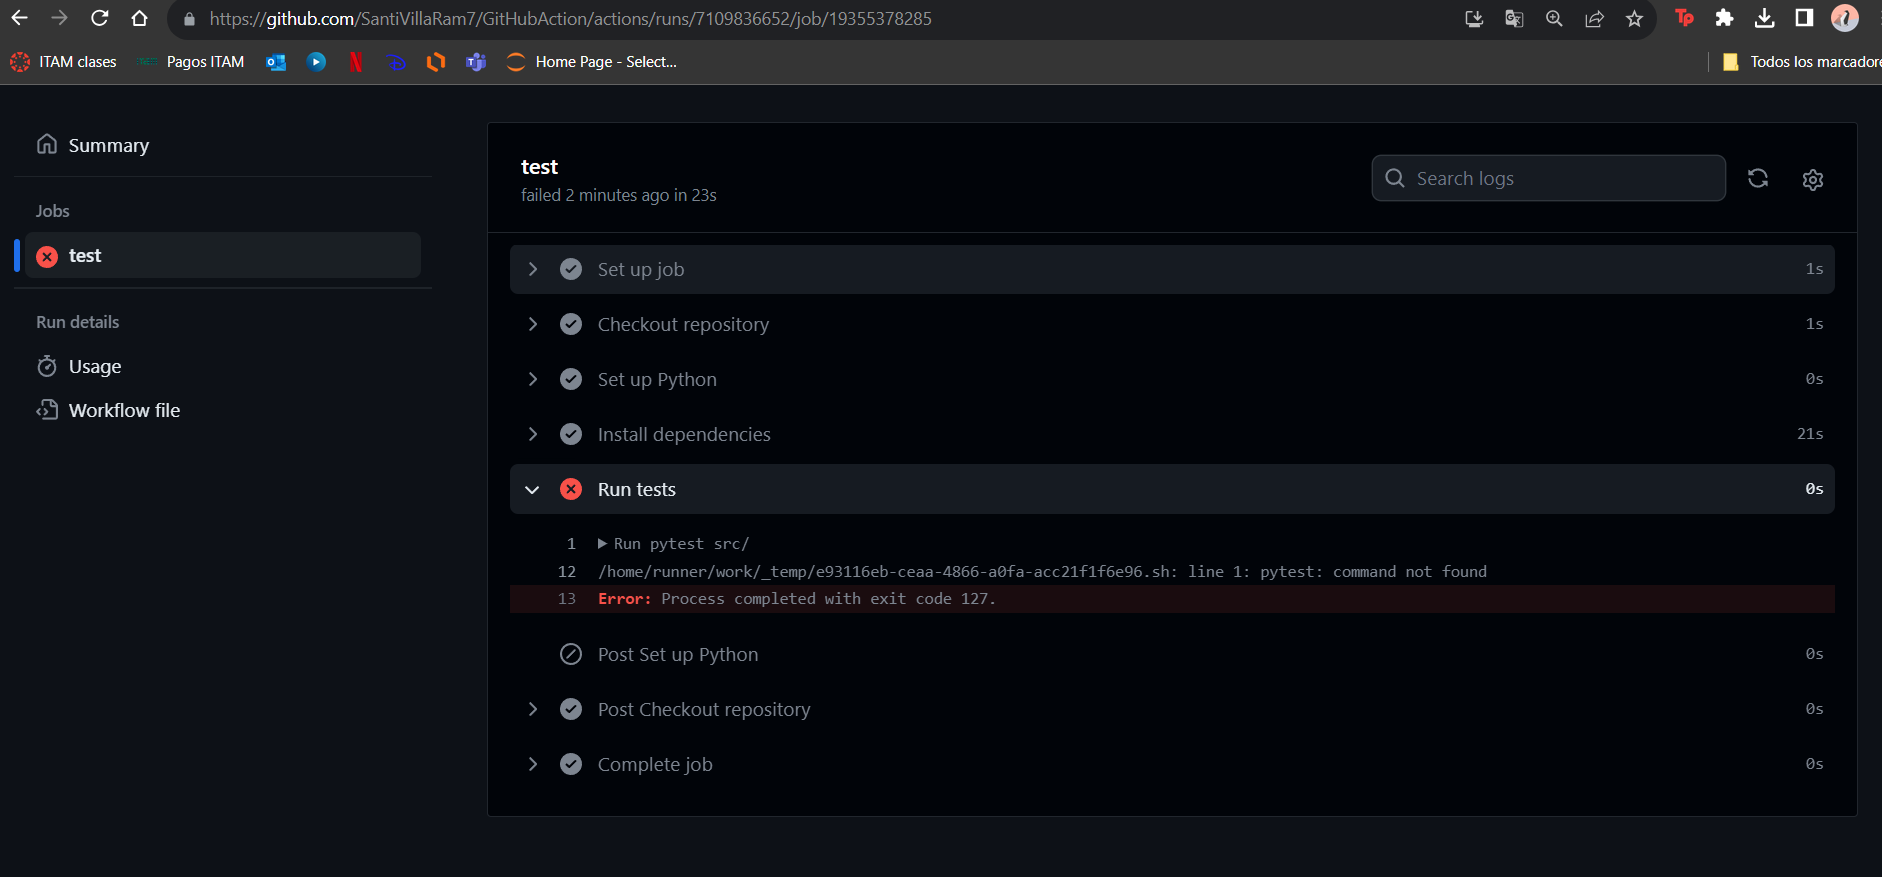 https://github.com/SantiVillaRam7/GitHubAction/actions/runs/7109836652/job/19355378285
ITAM clases
Pagos ITAM
Home Page - Select...
Todos los marcadore
Summary
Jobs
test
Run details
Usage
Workflow file
test
failed 2 minutes ago in 23s
Search logs
Set up job 1s
Checkout repository 1s
Set up Python 0s
Install dependencies 21s
Run tests 0s
1 Run pytest src/
12 /home/runner/work/_temp/e93116eb-ceaa-4866-a0fa-acc21f1f6e96.sh: line 1: pytest: command not found
13 Error: Process completed with exit code 127.
Post Set up Python 0s
Post Checkout repository 0s
Complete job 0s